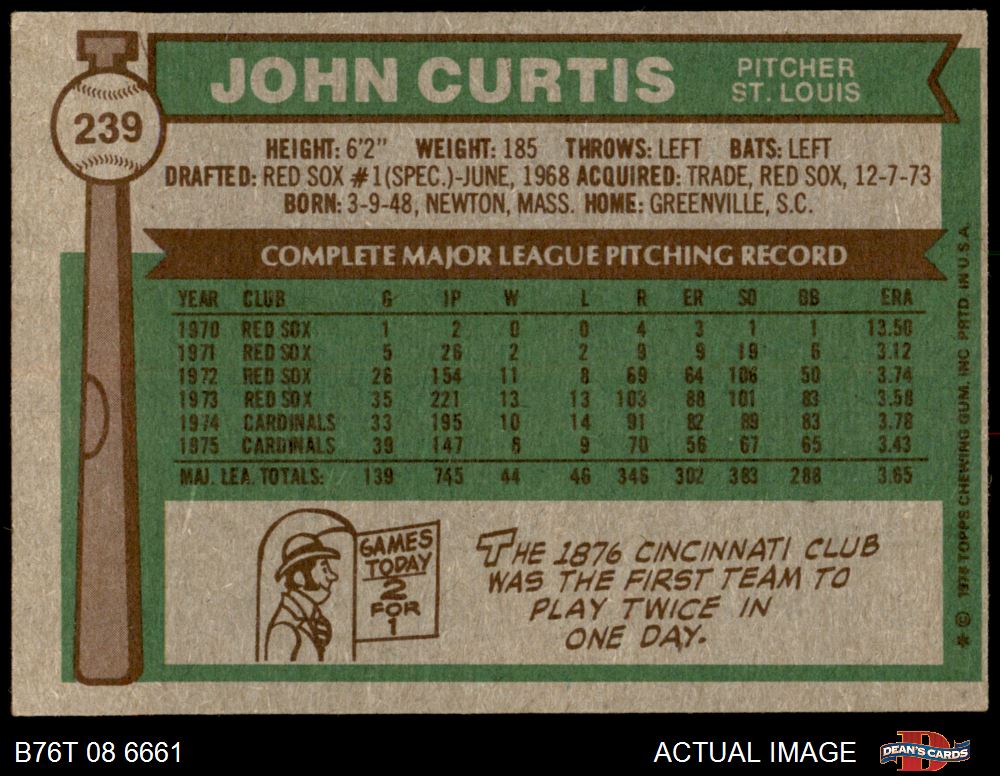 239
JOHN CURTIS
PITCHER
ST. LOUIS
HEIGHT: 6'2" WEIGHT: 185 THROWS: LEFT BATS: LEFT
DRAFTED: RED SOX #1(SPEC.)-JUNE, 1968 ACQUIRED: TRADE, RED SOX, 12-7-73
BORN: 3-9-48, NEWTON, MASS. HOME: GREENVILLE, S.C.
COMPLETE MAJOR LEAGUE PITCHING RECORD
YEAR CLUB G IP W L R ER SO BB ERA
1970 RED SOX 1 2 0 0 4 3 1 1 13.50
1971 RED SOX 5 26 2 2 9 9 19 6 3.12
1972 RED SOX 26 154 11 8 69 64 106 50 3.74
1973 RED SOX 35 221 13 13 103 88 101 83 3.58
1974 CARDINALS 33 195 10 14 91 82 89 83 3.78
1975 CARDINALS 39 147 8 9 70 56 67 65 3.43
MAJ. LEA. TOTALS: 139 745 44 46 346 302 383 288 3.65
GAMES
TODAY
2
FOR
1
THE 1876 CINCINNATI CLUB
WAS THE FIRST TEAM TO
PLAY TWICE IN
ONE DAY.
* © 1976 TOPPS CHEWING GUM, INC. PRTD. IN U.S.A.
B76T 08 6661
ACTUAL IMAGE
DEAN'S CARDS